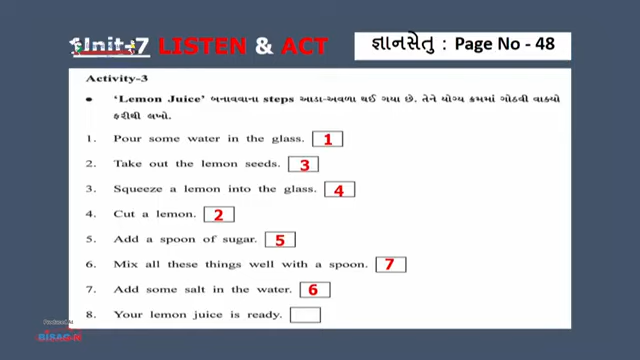 Unit-7 LISTEN & ACT
જ્ઞાનસેતુ : Page No - 48
Activity-3
● 'Lemon Juice' બનાવવાના steps આડા-અવળા થઈ ગયા છે. તેને યોગ્ય ક્રમમાં ગોઠવી વાક્યો
ફરીથી લખો.
1. Pour some water in the glass. 1
2. Take out the lemon seeds. 3
3. Squeeze a lemon into the glass. 4
4. Cut a lemon. 2
5. Add a spoon of sugar. 5
6. Mix all these things well with a spoon. 7
7. Add some salt in the water. 6
8. Your lemon juice is ready.
BISAG-N